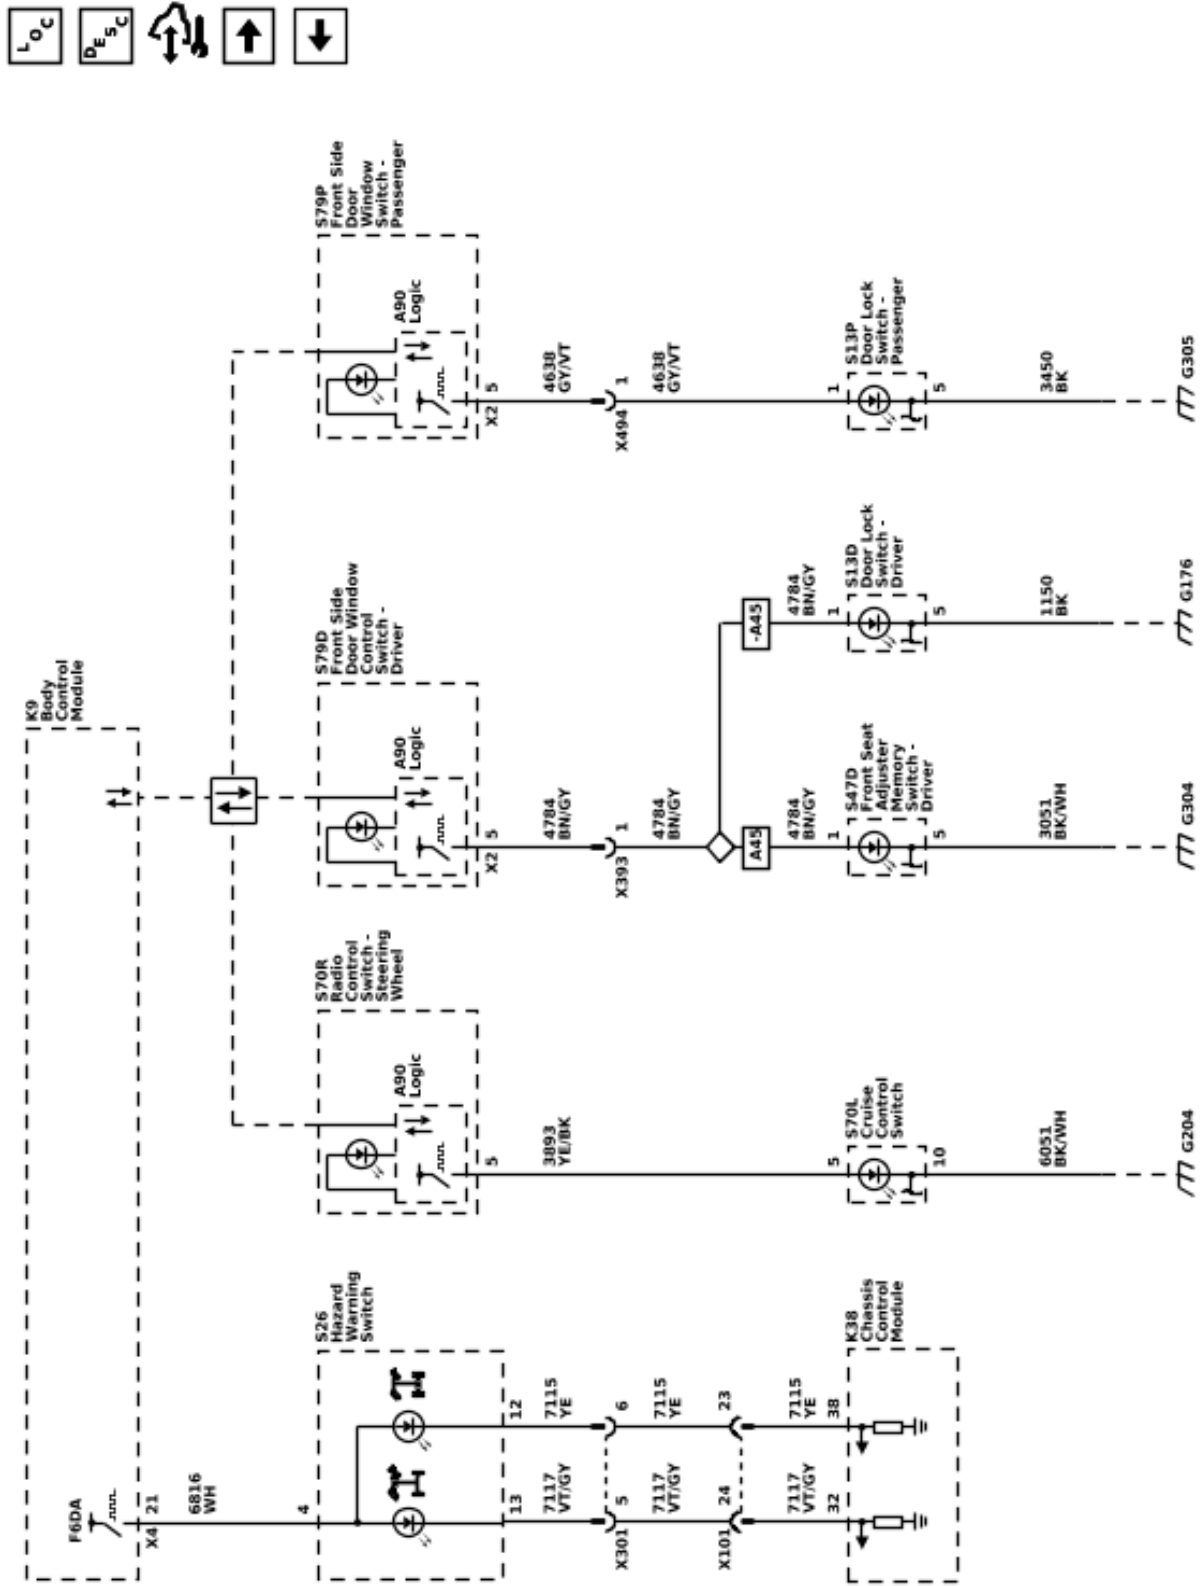 LOC
DESC
K9
Body
Control
Module
F6DA
X4
21
6816
WH
4
S26
Hazard
Warning
Switch
13
12
7117
VT/GY
7115
YE
X301
5
6
7117
VT/GY
7115
YE
X101
24
23
7117
VT/GY
7115
YE
32
38
K38
Chassis
Control
Module
S70R
Radio
Control
Switch -
Steering
Wheel
A90
Logic
5
3893
YE/BK
5
S70L
Cruise
Control
Switch
10
6051
BK/WH
G204
S79D
Front Side
Door Window
Control
Switch -
Driver
A90
Logic
X2
5
4784
BN/GY
X393
1
4784
BN/GY
A45
4784
BN/GY
1
S47D
Front Seat
Adjuster
Memory
Switch -
Driver
5
3051
BK/WH
G304
-A45
4784
BN/GY
1
S13D
Door Lock
Switch -
Driver
5
1150
BK
G176
S79P
Front Side
Door
Window
Switch -
Passenger
A90
Logic
X2
5
4638
GY/VT
X494
1
4638
GY/VT
1
S13P
Door Lock
Switch -
Passenger
5
3450
BK
G305